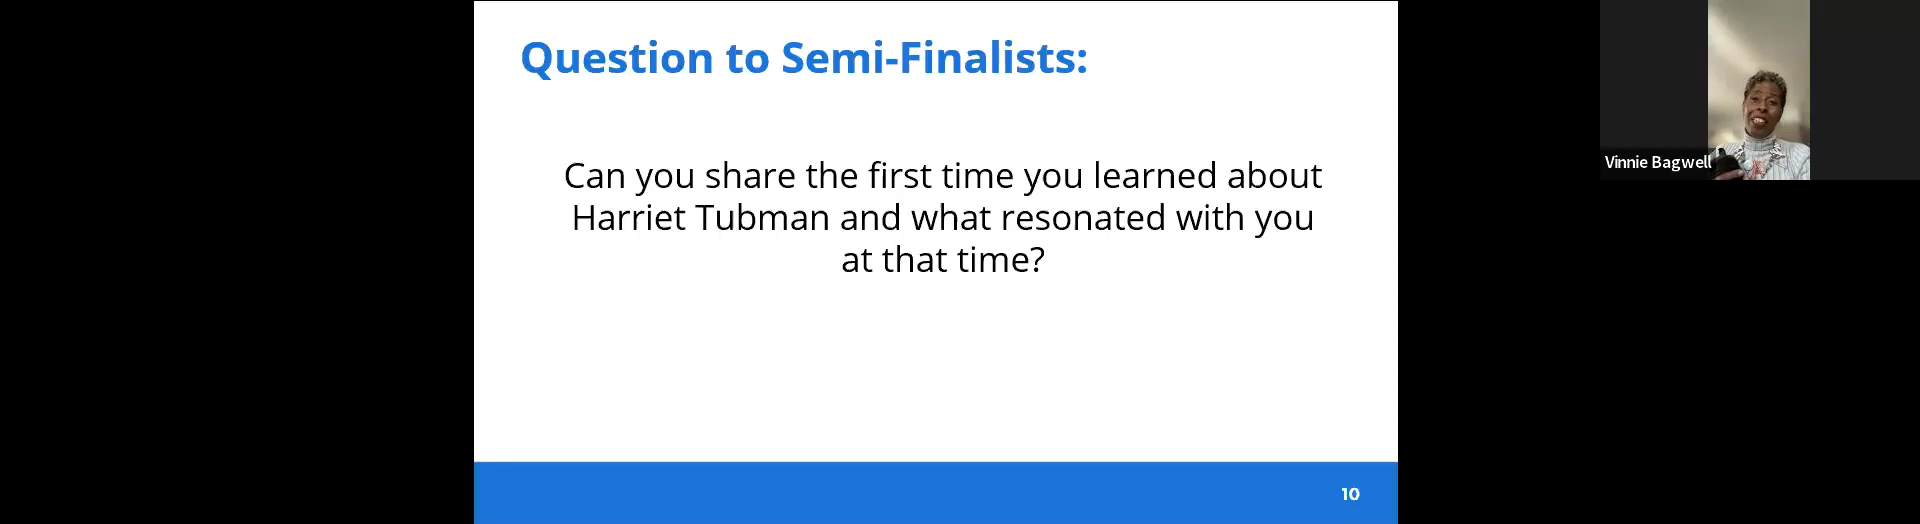 Question to Semi-Finalists:
Can you share the first time you learned about
Harriet Tubman and what resonated with you
at that time?
10
Vinnie Bagwell